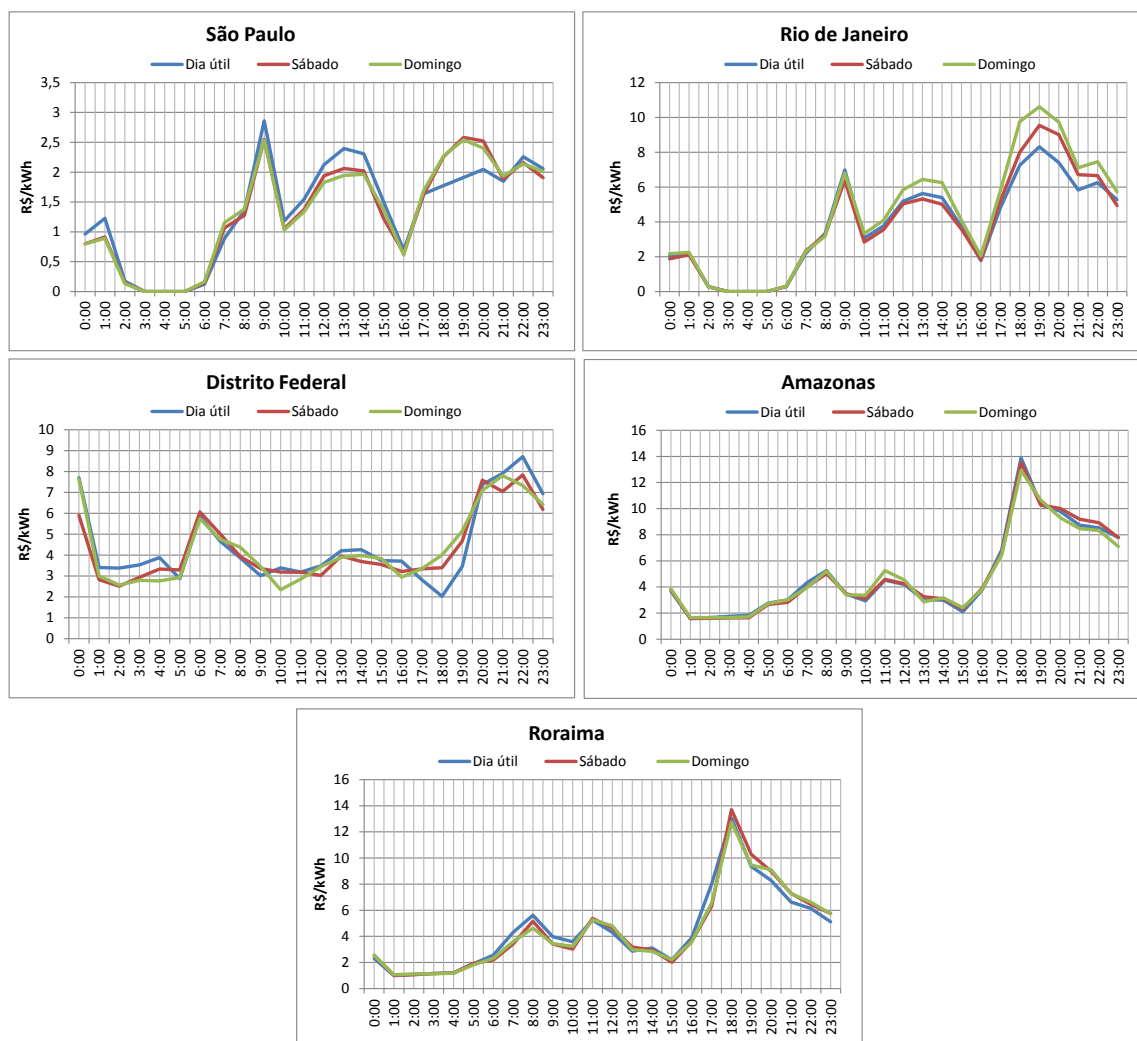 São Paulo
Dia útil Sábado Domingo
R$/kWh
3,5
3
2,5
2
1,5
1
0,5
0
0:00 1:00 2:00 3:00 4:00 5:00 6:00 7:00 8:00 9:00 10:00 11:00 12:00 13:00 14:00 15:00 16:00 17:00 18:00 19:00 20:00 21:00 22:00 23:00
Rio de Janeiro
Dia útil Sábado Domingo
R$/kWh
12
10
8
6
4
2
0
0:00 1:00 2:00 3:00 4:00 5:00 6:00 7:00 8:00 9:00 10:00 11:00 12:00 13:00 14:00 15:00 16:00 17:00 18:00 19:00 20:00 21:00 22:00 23:00
Distrito Federal
Dia útil Sábado Domingo
R$/kWh
10
9
8
7
6
5
4
3
2
1
0
0:00 1:00 2:00 3:00 4:00 5:00 6:00 7:00 8:00 9:00 10:00 11:00 12:00 13:00 14:00 15:00 16:00 17:00 18:00 19:00 20:00 21:00 22:00 23:00
Amazonas
Dia útil Sábado Domingo
R$/kWh
16
14
12
10
8
6
4
2
0
0:00 1:00 2:00 3:00 4:00 5:00 6:00 7:00 8:00 9:00 10:00 11:00 12:00 13:00 14:00 15:00 16:00 17:00 18:00 19:00 20:00 21:00 22:00 23:00
Roraima
Dia útil Sábado Domingo
R$/kWh
16
14
12
10
8
6
4
2
0
0:00 1:00 2:00 3:00 4:00 5:00 6:00 7:00 8:00 9:00 10:00 11:00 12:00 13:00 14:00 15:00 16:00 17:00 18:00 19:00 20:00 21:00 22:00 23:00